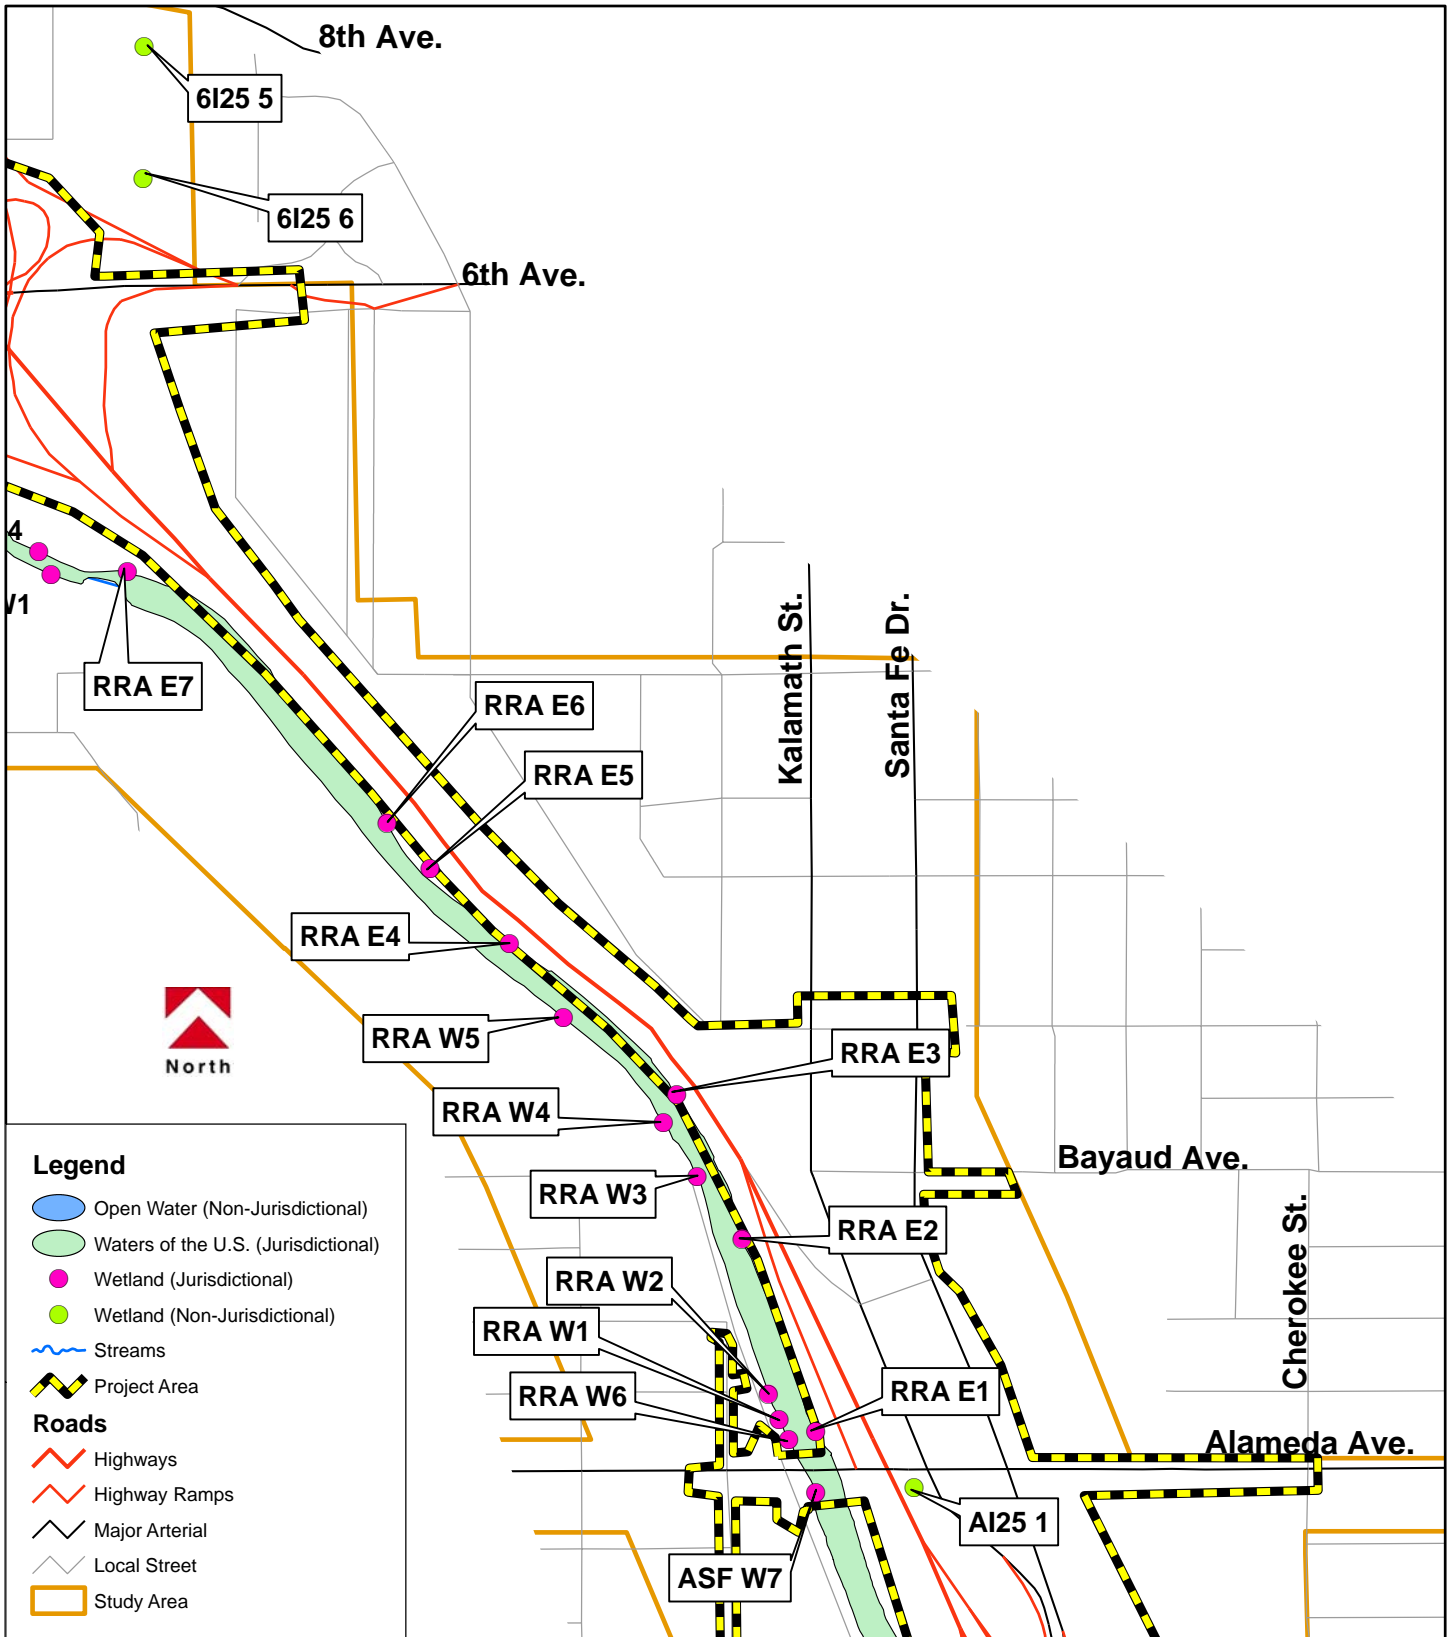 8th Ave.
6I25 5
6I25 6
6th Ave.
4
V1
RRA E7
RRA E6
RRA E5
Kalamath St.
Santa Fe Dr.
RRA E4
RRA W5
RRA E3
RRA W4
North
RRA W3
Bayaud Ave.
RRA E2
RRA W2
RRA W1
RRA W6
RRA E1
Cherokee St.
Alameda Ave.
AI25 1
ASF W7
Legend
Open Water (Non-Jurisdictional)
Waters of the U.S. (Jurisdictional)
Wetland (Jurisdictional)
Wetland (Non-Jurisdictional)
Streams
Project Area
Roads
Highways
Highway Ramps
Major Arterial
Local Street
Study Area